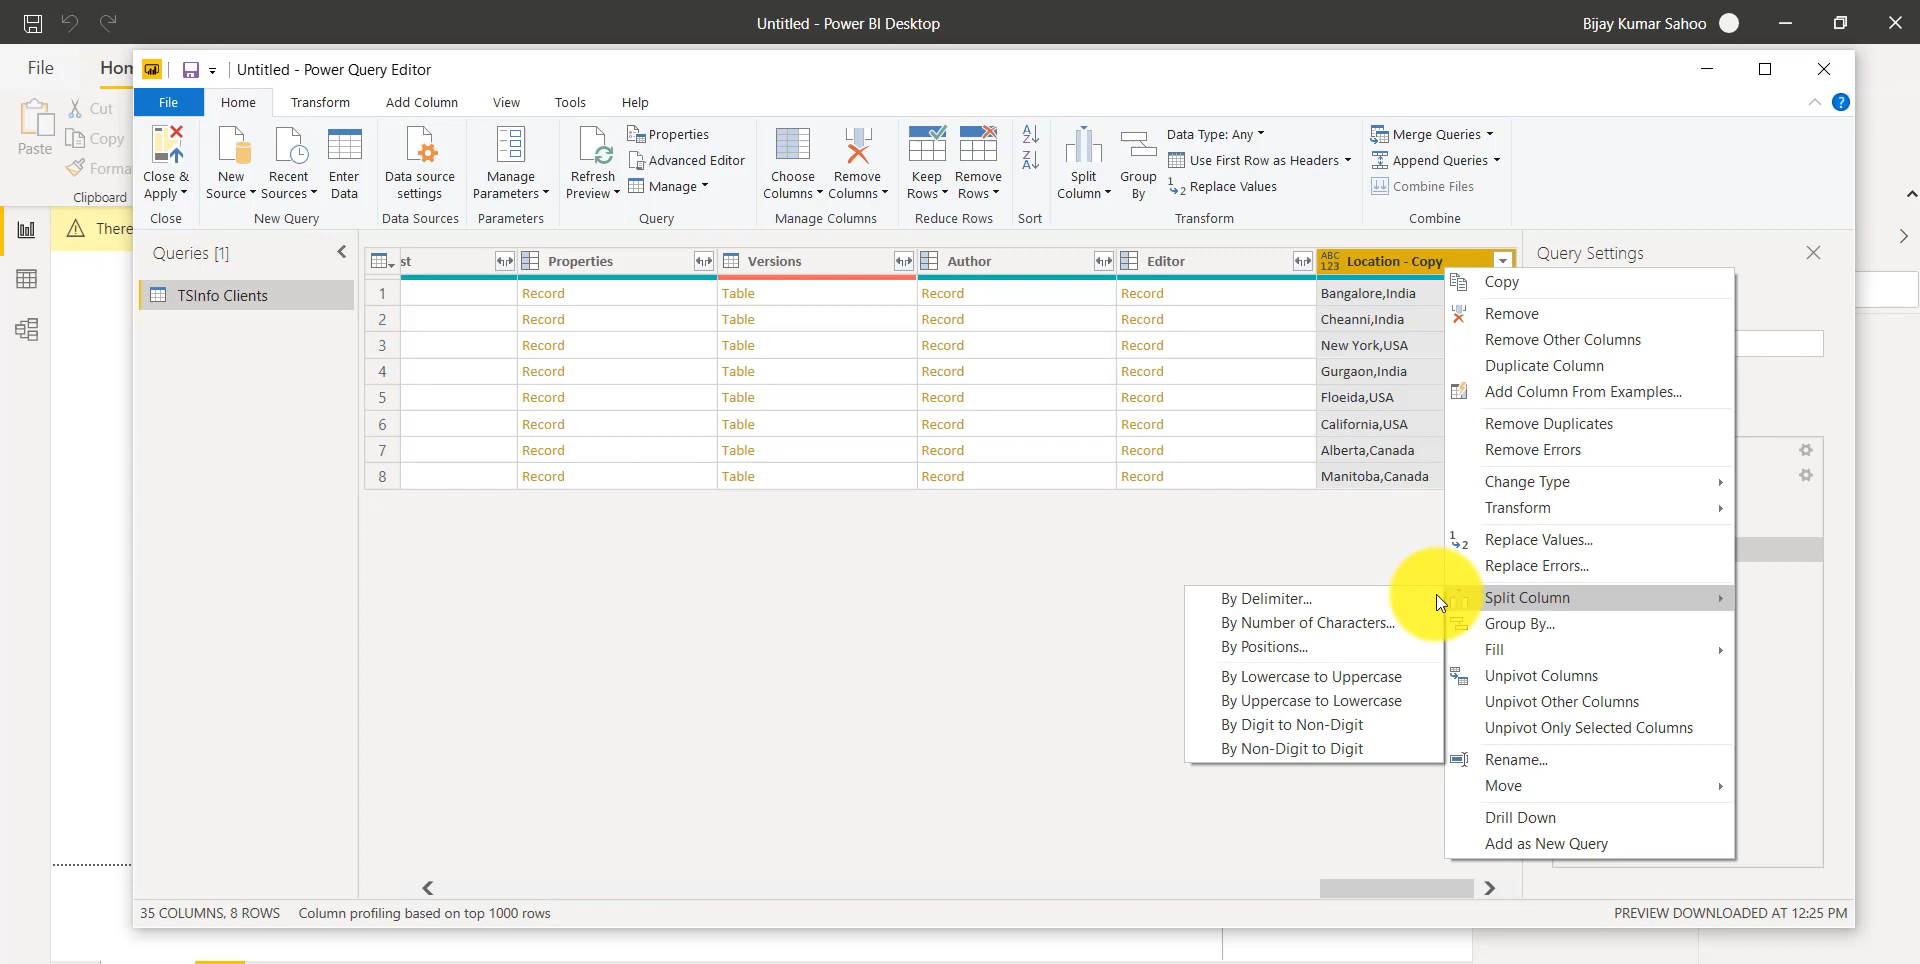 Untitled - Power BI Desktop
Bijay Kumar Sahoo
File
Hom
Untitled - Power Query Editor
Paste
Cut
Copy
Forma
Clipboard
There
File
Home
Transform
Add Column
View
Tools
Help
?
Close & Apply
Close
New Source
Recent Sources
Enter Data
New Query
Data source settings
Data Sources
Manage Parameters
Parameters
Refresh Preview
Properties
Advanced Editor
Manage
Query
Choose Columns
Remove Columns
Manage Columns
Keep Rows
Remove Rows
Reduce Rows
Sort
Split Column
Group By
Data Type: Any
Use First Row as Headers
Replace Values
Transform
Merge Queries
Append Queries
Combine Files
Combine
Queries [1]
TSInfo Clients
st
Properties
Versions
Author
Editor
ABC 123 Location - Copy
1 Record Table Record Record Bangalore,India
2 Record Table Record Record Cheanni,India
3 Record Table Record Record New York,USA
4 Record Table Record Record Gurgaon,India
5 Record Table Record Record Floeida,USA
6 Record Table Record Record California,USA
7 Record Table Record Record Alberta,Canada
8 Record Table Record Record Manitoba,Canada
Query Settings
Copy
Remove
Remove Other Columns
Duplicate Column
Add Column From Examples...
Remove Duplicates
Remove Errors
Change Type
Transform
Replace Values...
Replace Errors...
Split Column
Group By...
Fill
Unpivot Columns
Unpivot Other Columns
Unpivot Only Selected Columns
Rename...
Move
Drill Down
Add as New Query
By Delimiter...
By Number of Characters...
By Positions...
By Lowercase to Uppercase
By Uppercase to Lowercase
By Digit to Non-Digit
By Non-Digit to Digit
35 COLUMNS, 8 ROWS
Column profiling based on top 1000 rows
PREVIEW DOWNLOADED AT 12:25 PM